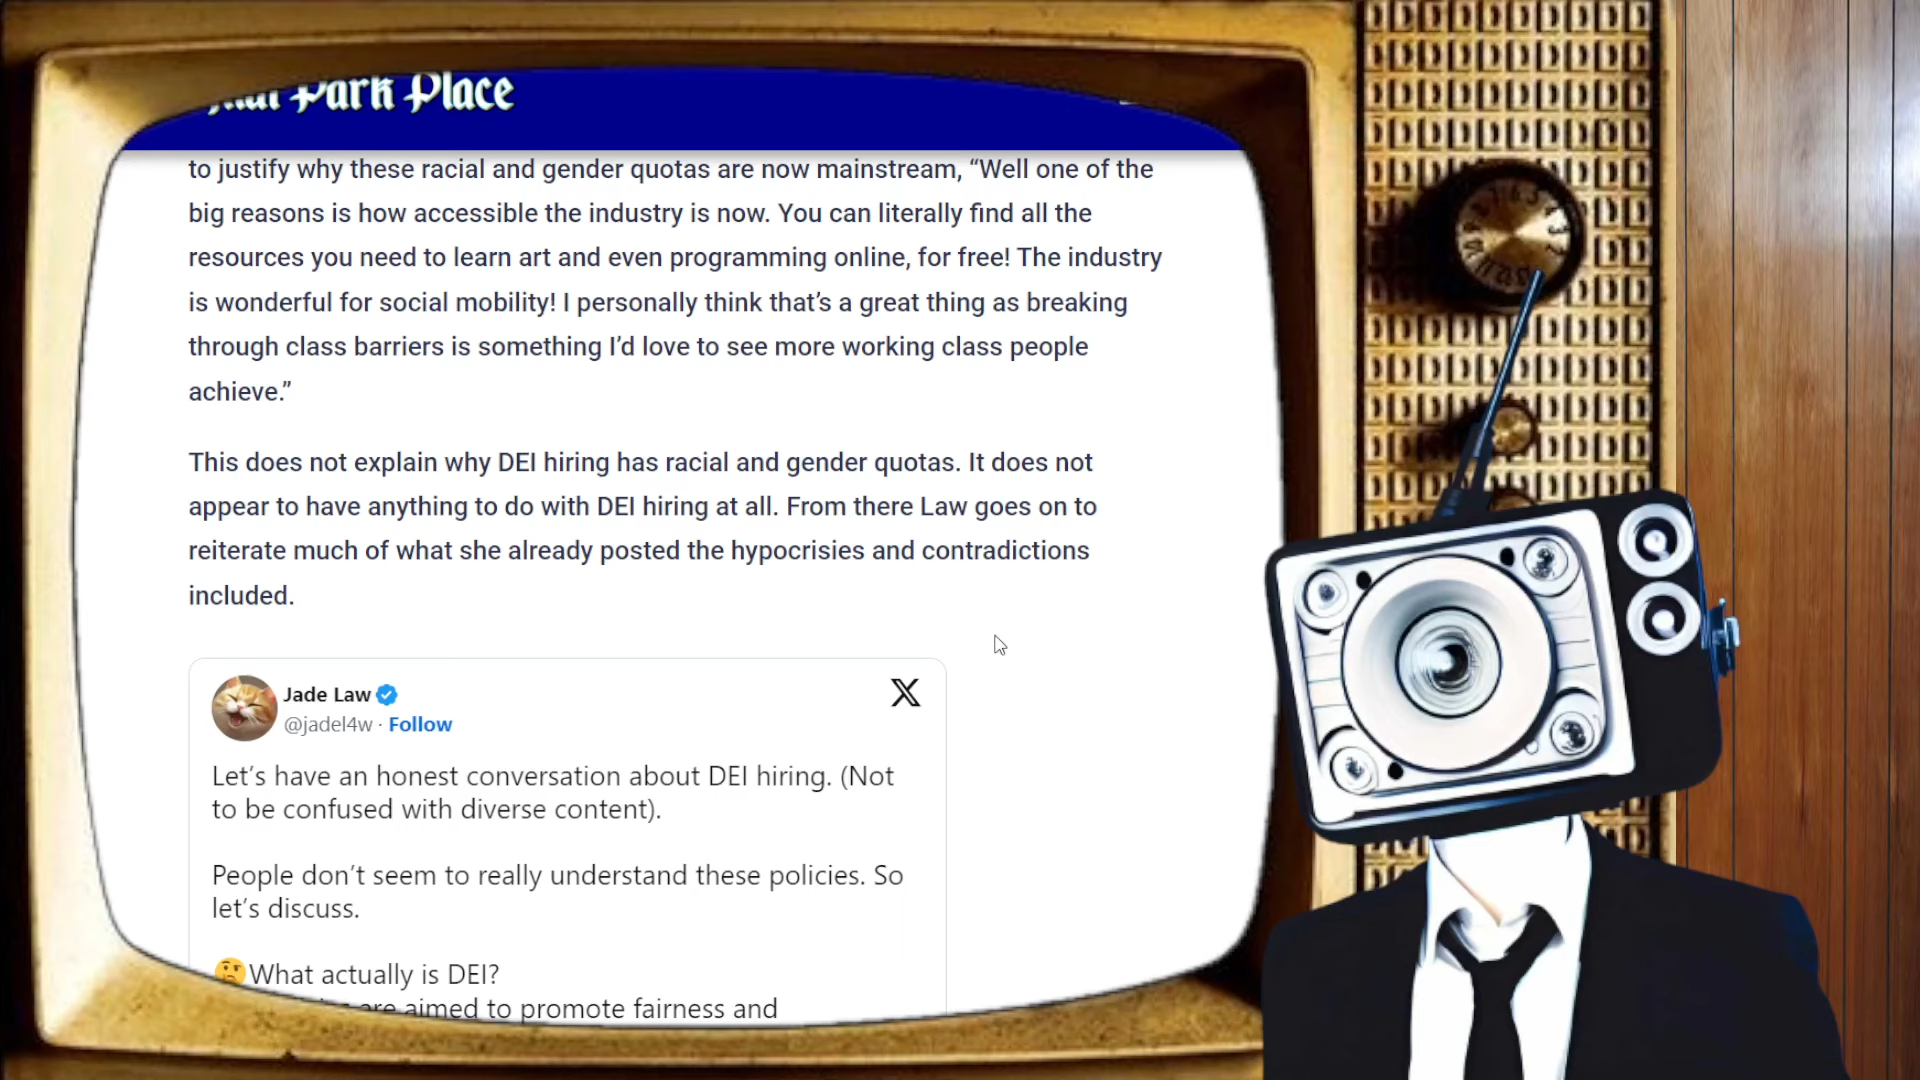 Park Place
to justify why these racial and gender quotas are now mainstream, “Well one of the
big reasons is how accessible the industry is now. You can literally find all the
resources you need to learn art and even programming online, for free! The industry
is wonderful for social mobility! I personally think that’s a great thing as breaking
through class barriers is something I’d love to see more working class people
achieve.”
This does not explain why DEI hiring has racial and gender quotas. It does not
appear to have anything to do with DEI hiring at all. From there Law goes on to
reiterate much of what she already posted the hypocrisies and contradictions
included.
Jade Law
@jadel4w · Follow
Let’s have an honest conversation about DEI hiring. (Not
to be confused with diverse content).
People don’t seem to really understand these policies. So
let’s discuss.
🤔What actually is DEI?
are aimed to promote fairness and